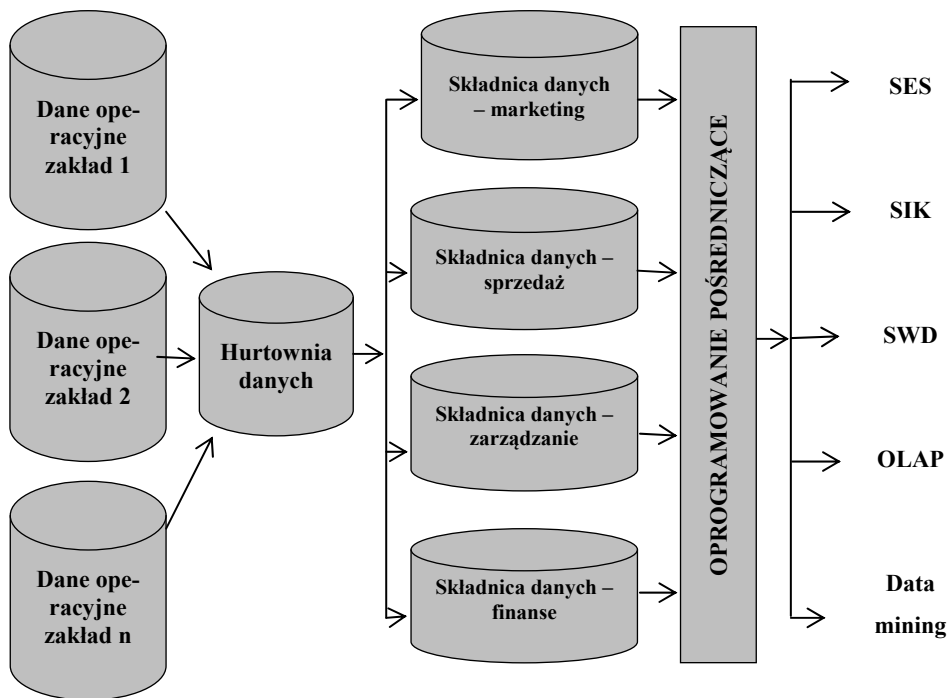 Dane ope-
racyjne
zakład 1
Dane ope-
racyjne
zakład 2
Dane ope-
racyjne
zakład n
Hurtownia
danych
Składnica danych
– marketing
Składnica danych –
sprzedaż
Składnica danych –
zarządzanie
Składnica danych –
finanse
OPROGRAMOWANIE POŚREDNICZĄCE
SES
SIK
SWD
OLAP
Data
mining